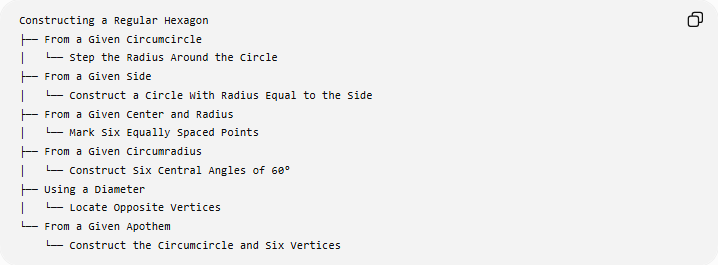 Constructing a Regular Hexagon
├── From a Given Circumcircle
│   └── Step the Radius Around the Circle
├── From a Given Side
│   └── Construct a Circle With Radius Equal to the Side
├── From a Given Center and Radius
│   └── Mark Six Equally Spaced Points
├── From a Given Circumradius
│   └── Construct Six Central Angles of 60°
├── Using a Diameter
│   └── Locate Opposite Vertices
└── From a Given Apothem
    └── Construct the Circumcircle and Six Vertices